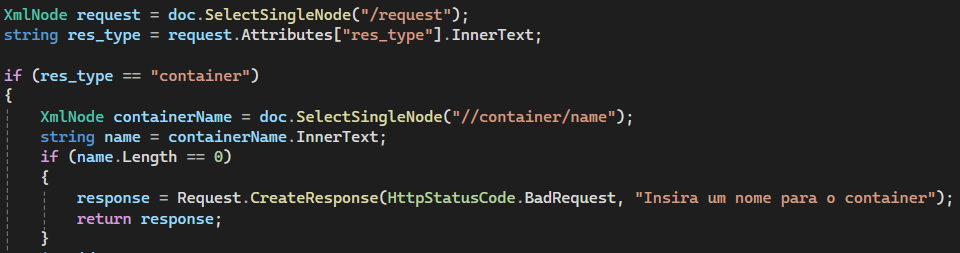 XmlNode request = doc.SelectSingleNode("/request");
string res_type = request.Attributes["res_type"].InnerText;
if (res_type == "container")
{
XmlNode containerName = doc.SelectSingleNode("//container/name");
string name = containerName.InnerText;
if (name.Length == 0)
{
response = Request.CreateResponse(HttpStatusCode.BadRequest, "Insira um nome para o container");
return response;
}